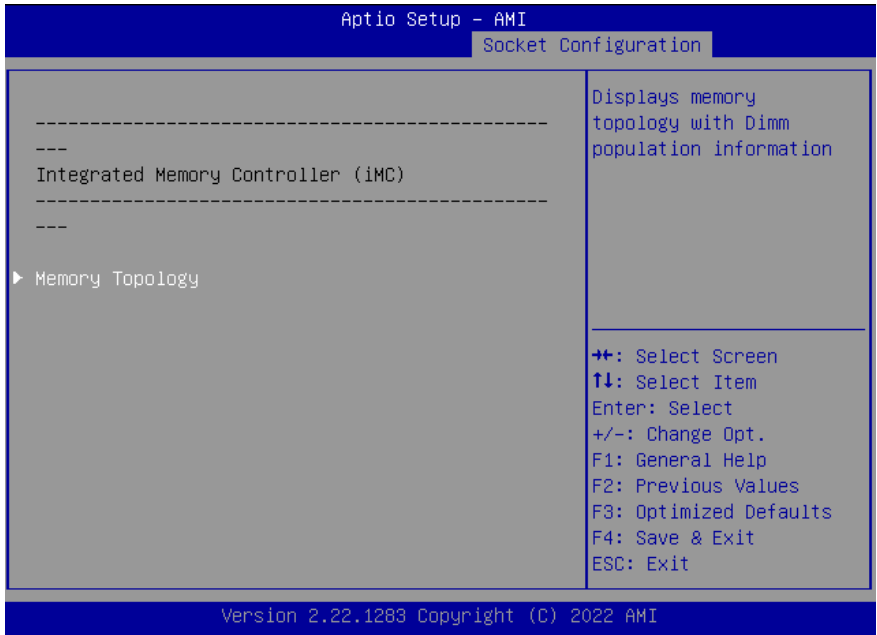 Aptio Setup – AMI
Socket Configuration
-----------------------------------------------
---
Integrated Memory Controller (iMC)
-----------------------------------------------
---
▶ Memory Topology
Displays memory
topology with Dimm
population information
→←: Select Screen
↑↓: Select Item
Enter: Select
+/-: Change Opt.
F1: General Help
F2: Previous Values
F3: Optimized Defaults
F4: Save & Exit
ESC: Exit
Version 2.22.1283 Copyright (C) 2022 AMI